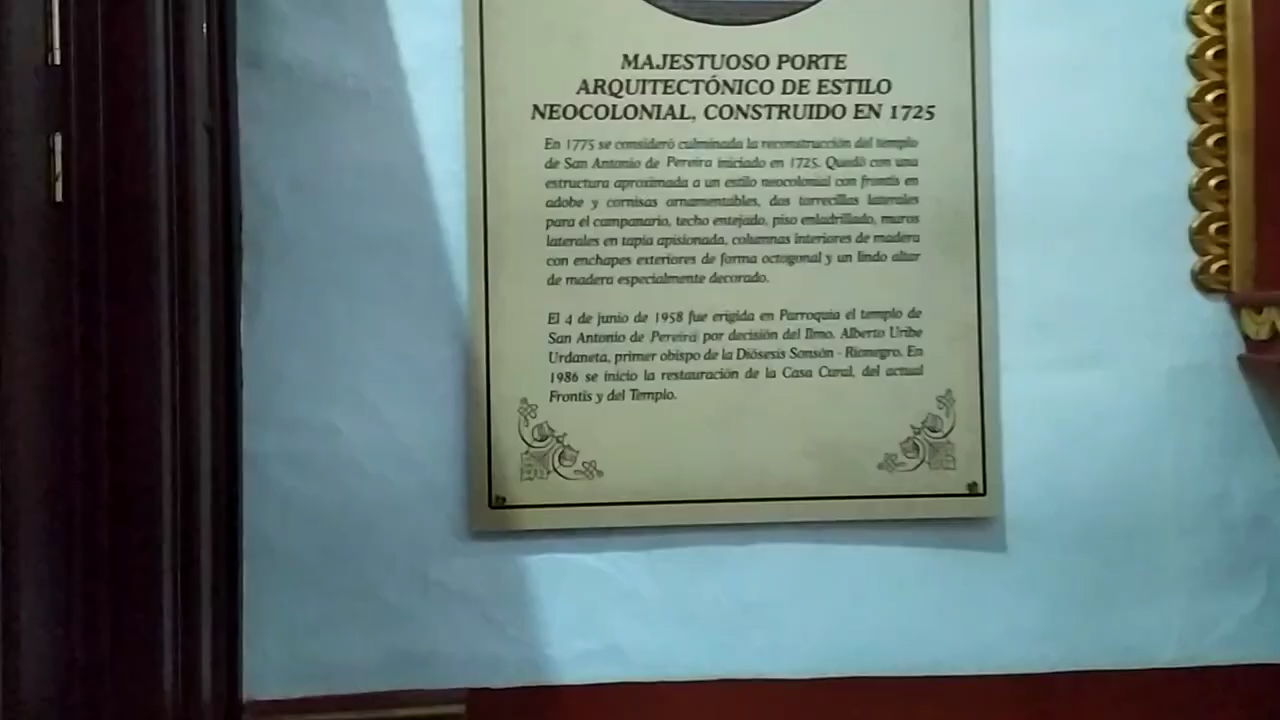 MAJESTUOSO PORTE
ARQUITECTÓNICO DE ESTILO
NEOCOLONIAL, CONSTRUIDO EN 1725
En 1775 se consideró culminada la reconstrucción del templo
de San Antonio de Pereira iniciado en 1725. Quedó con una
estructura aproximada a un estilo neocolonial con frontis en
adobe y cornisas ornamentables, dos torrecillas laterales
para el campanario, techo entejado, piso enladrillado, muros
laterales en tapia apisionada, columnas interiores de madera
con enchapes exteriores de forma octogonal y un lindo altar
de madera especialmente decorado.
El 4 de junio de 1958 fue erigida en Parroquia el templo de
San Antonio de Pereira por decisión del Ilmo. Alberto Uribe
Urdaneta, primer obispo de la Diósesis Sonsón - Rionegro. En
1986 se inicio la restauración de la Casa Cural, del actual
Frontis y del Templo.